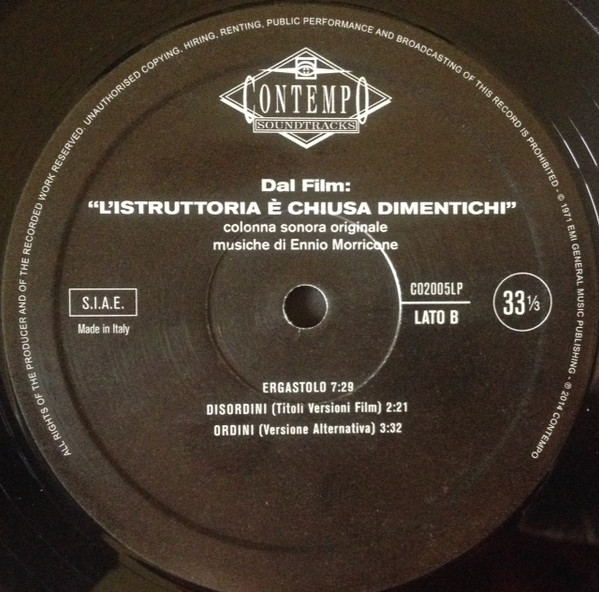 ALL RIGHTS OF THE PRODUCER AND OF THE RECORDED WORK RESERVED. UNAUTHORISED COPYING, HIRING, RENTING, PUBLIC PERFORMANCE AND BROADCASTING OF THIS RECORD IS PROHIBITED. - © 1971 EMI GENERAL MUSIC PUBLISHING - ℗ 2014 CONTEMPO
CONTEMPO
SOUNDTRACKS
Dal Film:
"L'ISTRUTTORIA È CHIUSA DIMENTICHI"
colonna sonora originale
musiche di Ennio Morricone
S.I.A.E.
Made in Italy
C02005LP
LATO B
33 1/3
ERGASTOLO 7:29
DISORDINI (Titoli Versioni Film) 2:21
ORDINI (Versione Alternativa) 3:32